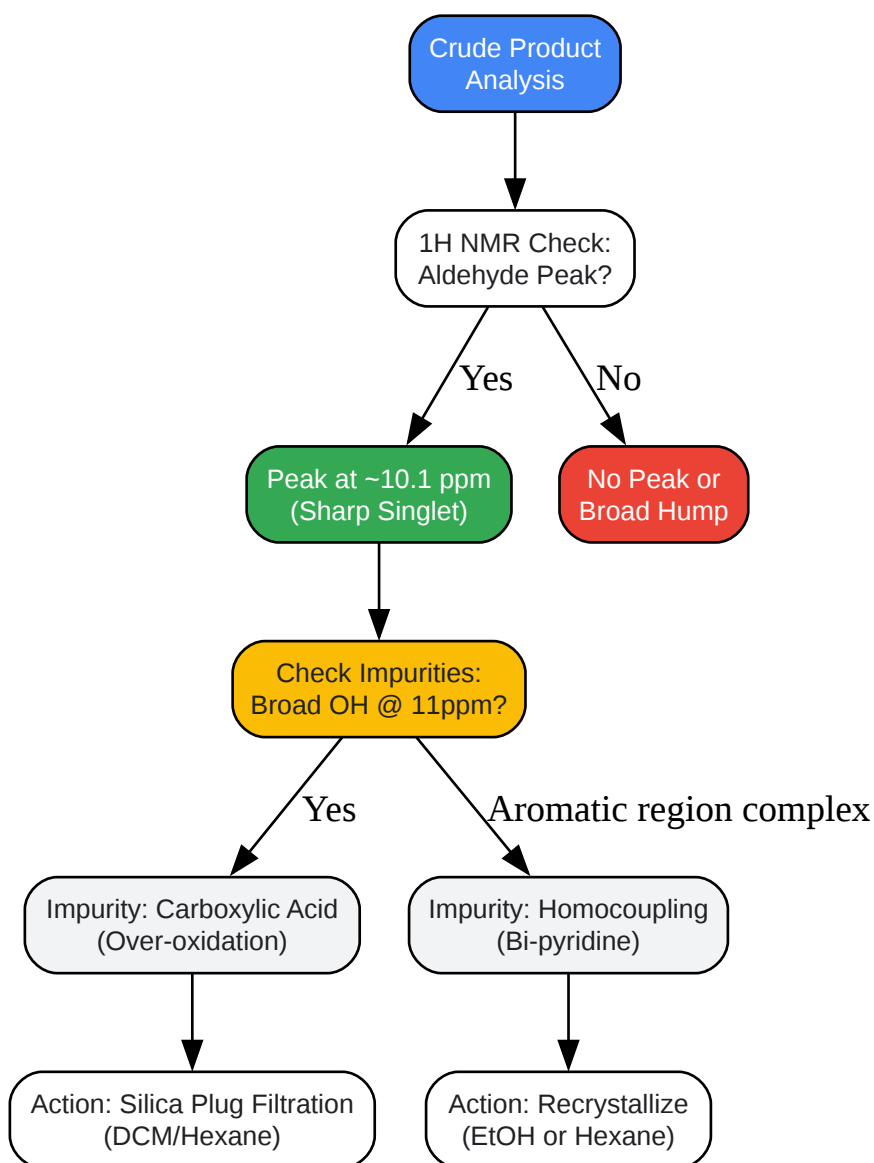 Crude Product
Analysis
1H NMR Check:
Aldehyde Peak?
Yes
No
Peak at ~10.1 ppm
(Sharp Singlet)
No Peak or
Broad Hump
Check Impurities:
Broad OH @ 11ppm?
Yes
Aromatic region complex
Impurity: Carboxylic Acid
(Over-oxidation)
Impurity: Homocoupling
(Bi-pyridine)
Action: Silica Plug Filtration
(DCM/Hexane)
Action: Recrystallize
(EtOH or Hexane)